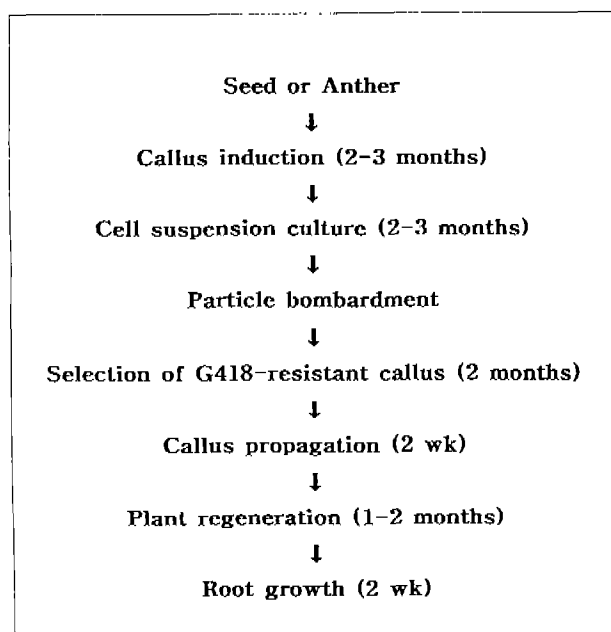 Seed or Anther
↓
Callus induction (2-3 months)
↓
Cell suspension culture (2-3 months)
↓
Particle bombardment
↓
Selection of G418-resistant callus (2 months)
↓
Callus propagation (2 wk)
↓
Plant regeneration (1-2 months)
↓
Root growth (2 wk)